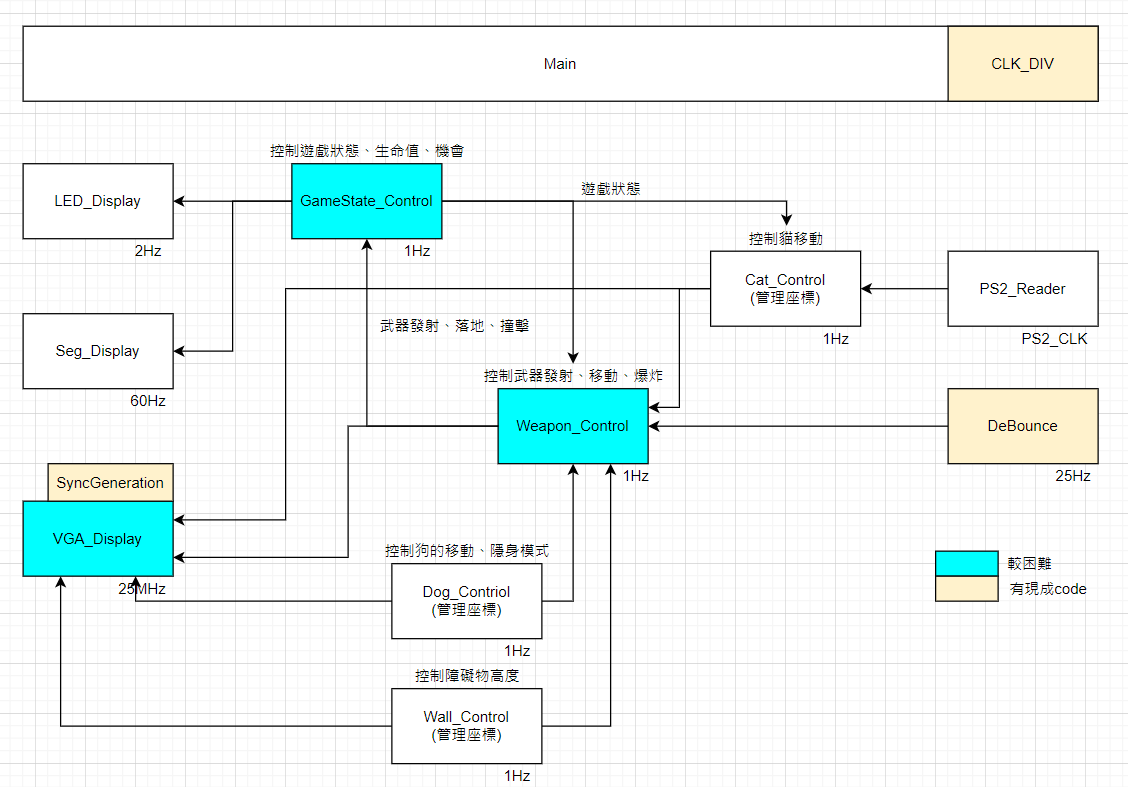 Main
CLK_DIV
控制遊戲狀態、生命值、機會
LED_Display
GameState_Control
遊戲狀態
2Hz
1Hz
控制貓移動
Cat_Control
(管理座標)
PS2_Reader
武器發射、落地、撞擊
1Hz
PS2_CLK
Seg_Display
60Hz
控制武器發射、移動、爆炸
Weapon_Control
DeBounce
1Hz
25Hz
SyncGeneration
VGA_Display
25MHz
控制狗的移動、隱身模式
Dog_Contriol
(管理座標)
1Hz
較困難
有現成code
控制障礙物高度
Wall_Control
(管理座標)
1Hz